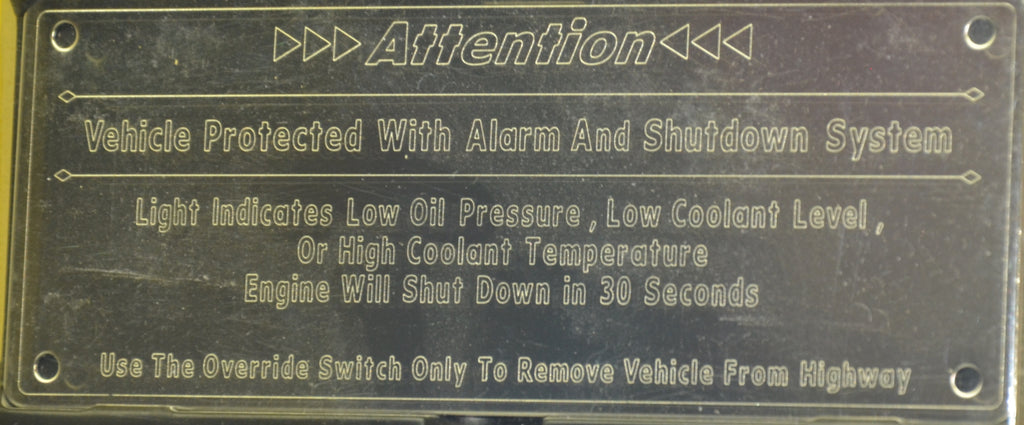 Attention
Vehicle Protected With Alarm And Shutdown System
Light Indicates Low Oil Pressure , Low Coolant Level ,
Or High Coolant Temperature
Engine Will Shut Down in 30 Seconds
Use The Override Switch Only To Remove Vehicle From Highway